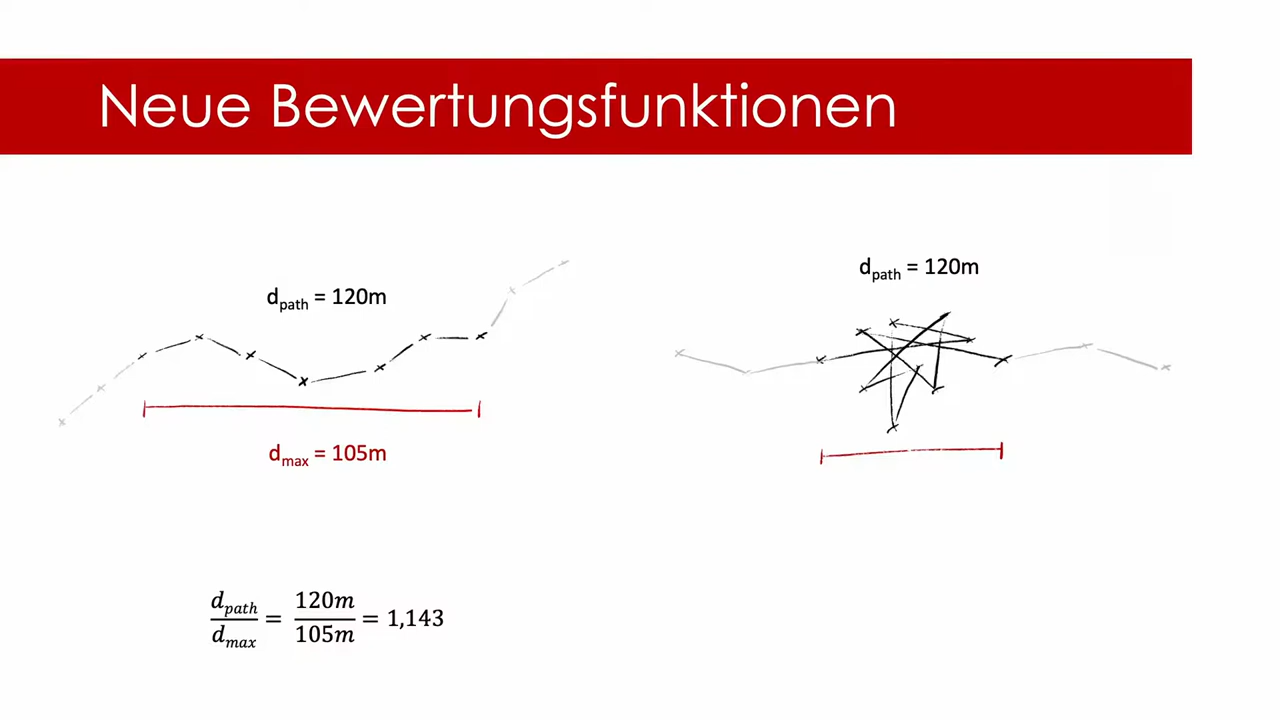 Neue Bewertungsfunktionen
d_path = 120m
d_max = 105m
d_path = 120m
d_path / d_max = 120m / 105m = 1,143